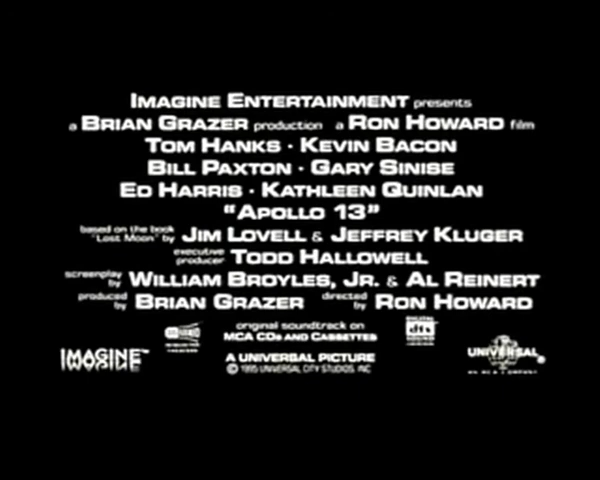 IMAGINE ENTERTAINMENT presents
a BRIAN GRAZER production a RON HOWARD film
TOM HANKS · KEVIN BACON
BILL PAXTON · GARY SINISE
ED HARRIS · KATHLEEN QUINLAN
"APOLLO 13"
based on the book "Lost Moon" by JIM LOVELL & JEFFREY KLUGER
executive producer TODD HALLOWELL
screenplay by WILLIAM BROYLES, JR. & AL REINERT
produced by BRIAN GRAZER directed by RON HOWARD
original soundtrack on
MCA CDs AND CASSETTES
DIGITAL dts
IMAGINE™
A UNIVERSAL PICTURE
© 1995 UNIVERSAL CITY STUDIOS, INC
UNIVERSAL